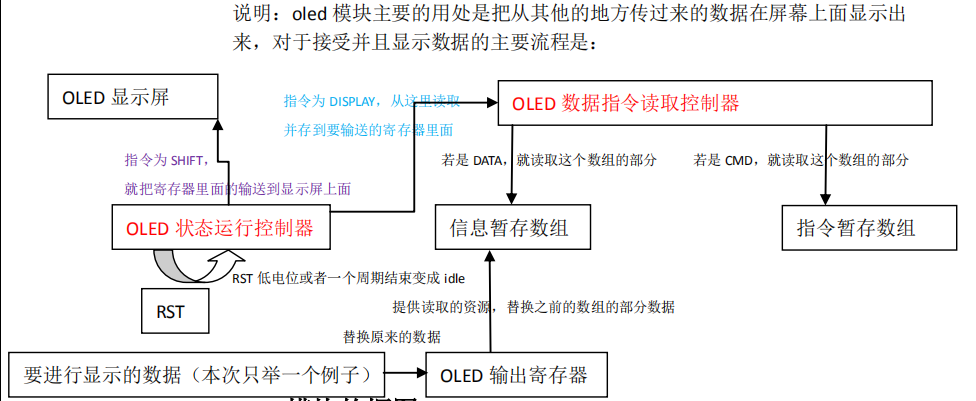 说明：oled 模块主要的用处是把从其他的地方传过来的数据在屏幕上面显示出
来，对于接受并且显示数据的主要流程是：
OLED 显示屏
指令为 DISPLAY，从这里读取
并存到要输送的寄存器里面
OLED 数据指令读取控制器
指令为 SHIFT，
就把寄存器里面的输送到显示屏上面
若是 DATA，就读取这个数组的部分
若是 CMD，就读取这个数组的部分
OLED 状态运行控制器
信息暂存数组
指令暂存数组
RST 低电位或者一个周期结束变成 idle
RST
提供读取的资源，替换之前的数组的部分数据
替换原来的数据
要进行显示的数据（本次只举一个例子）
OLED 输出寄存器